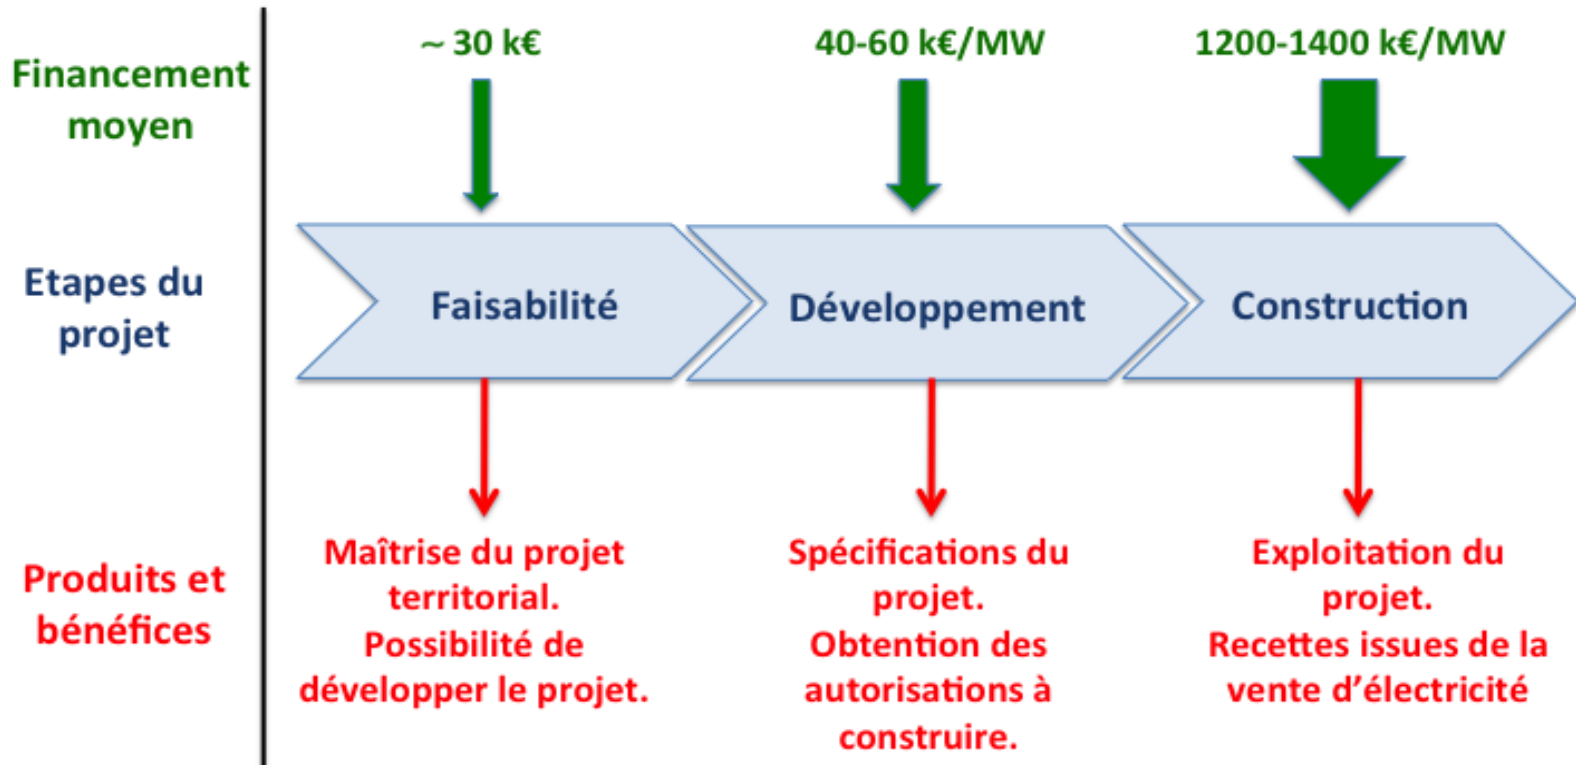 Financement
moyen
~ 30 k€
40-60 k€/MW
1200-1400 k€/MW
Etapes du
projet
Faisabilité
Développement
Construction
Produits et
bénéfices
Maîtrise du projet
territorial.
Possibilité de
développer le projet.
Spécifications du
projet.
Obtention des
autorisations à
construire.
Exploitation du
projet.
Recettes issues de la
vente d’électricité